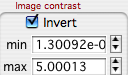 Image contrast
Invert
min 1.30092e-0
max 5.00013